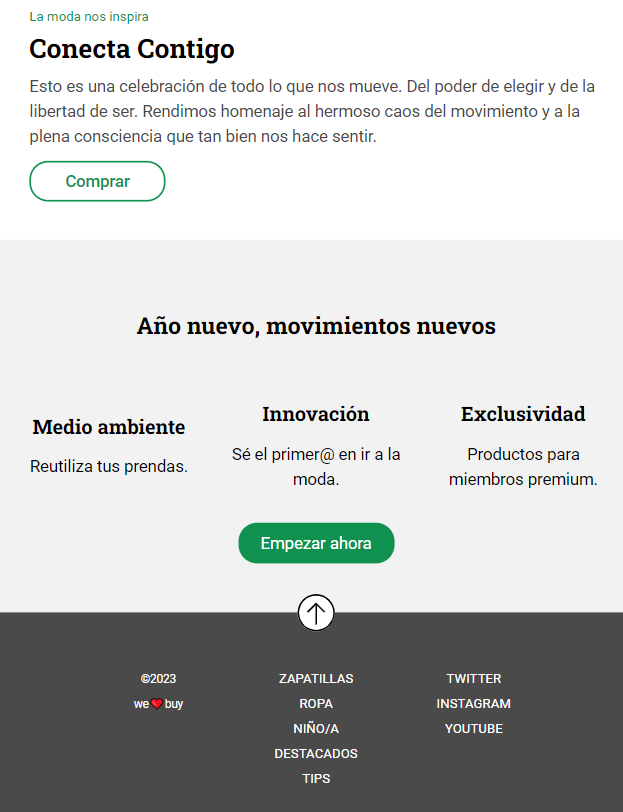 La moda nos inspira
Conecta Contigo
Esto es una celebración de todo lo que nos mueve. Del poder de elegir y de la
libertad de ser. Rendimos homenaje al hermoso caos del movimiento y a la
plena consciencia que tan bien nos hace sentir.
Comprar
Año nuevo, movimientos nuevos
Medio ambiente
Reutiliza tus prendas.
Innovación
Sé el primer@ en ir a la
moda.
Exclusividad
Productos para
miembros premium.
Empezar ahora
©2023
we❤️buy
ZAPATILLAS
ROPA
NIÑO/A
DESTACADOS
TIPS
TWITTER
INSTAGRAM
YOUTUBE